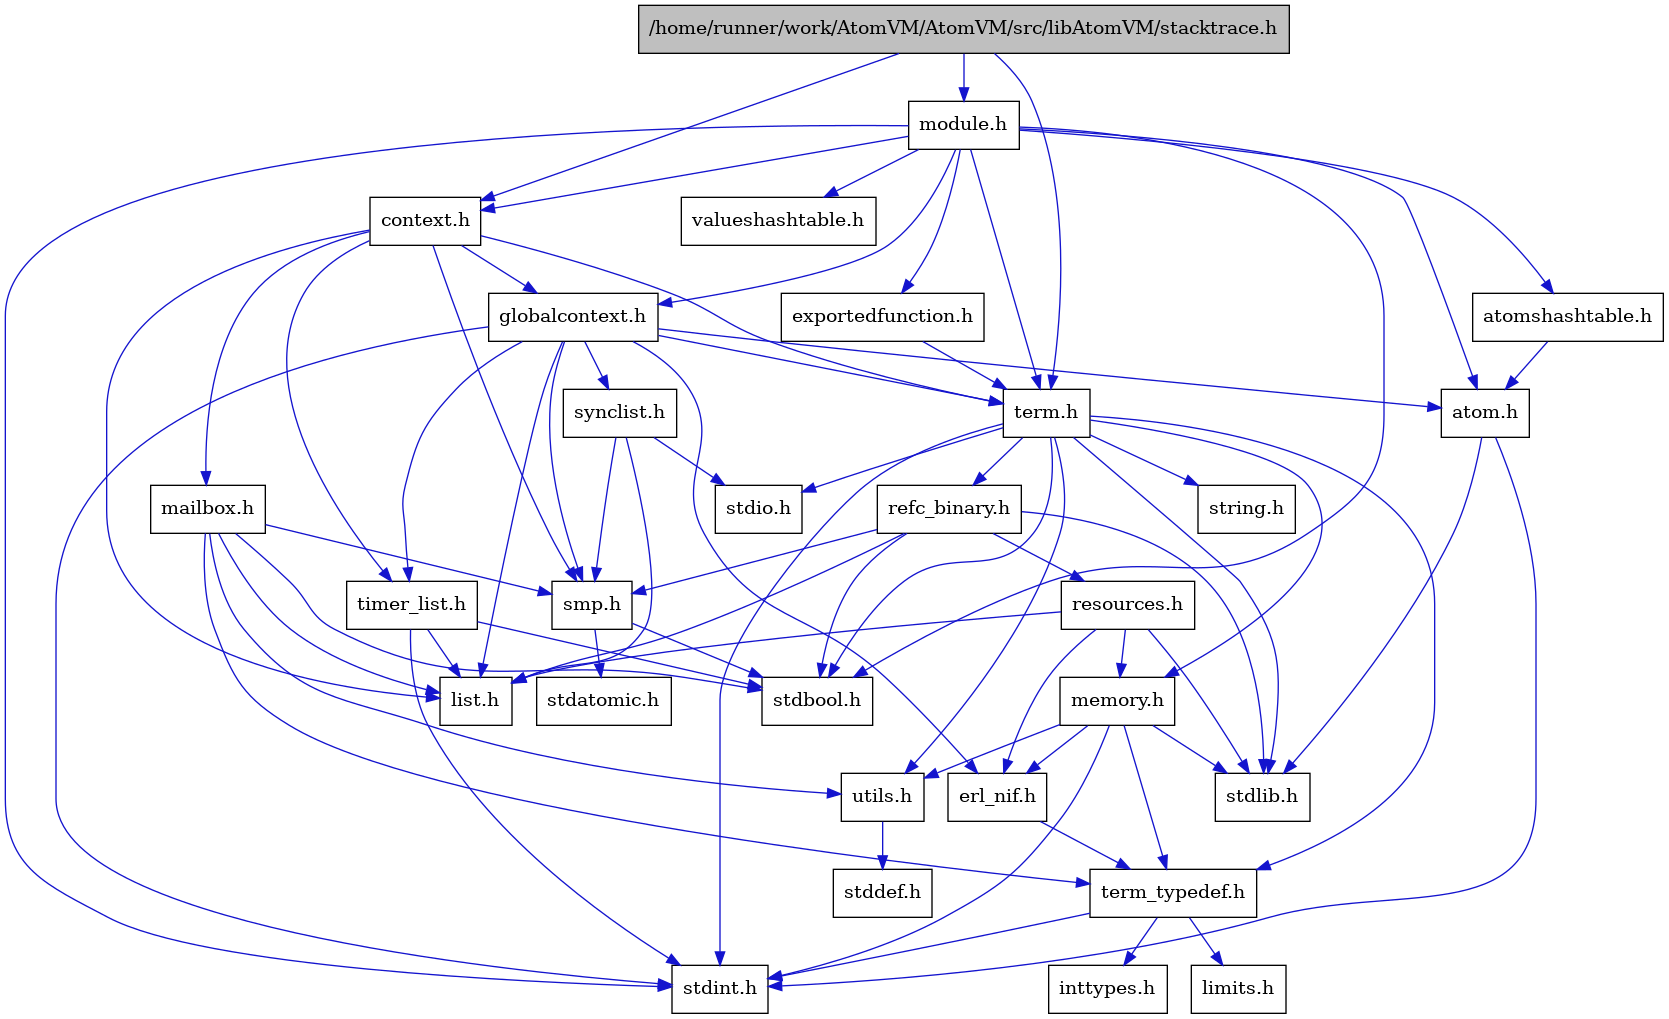 /home/runner/work/AtomVM/AtomVM/src/libAtomVM/stacktrace.h
module.h
context.h
valueshashtable.h
globalcontext.h
exportedfunction.h
atomshashtable.h
synclist.h
term.h
atom.h
mailbox.h
stdio.h
refc_binary.h
string.h
timer_list.h
smp.h
resources.h
list.h
stdatomic.h
stdbool.h
memory.h
utils.h
erl_nif.h
stdlib.h
stddef.h
term_typedef.h
stdint.h
inttypes.h
limits.h